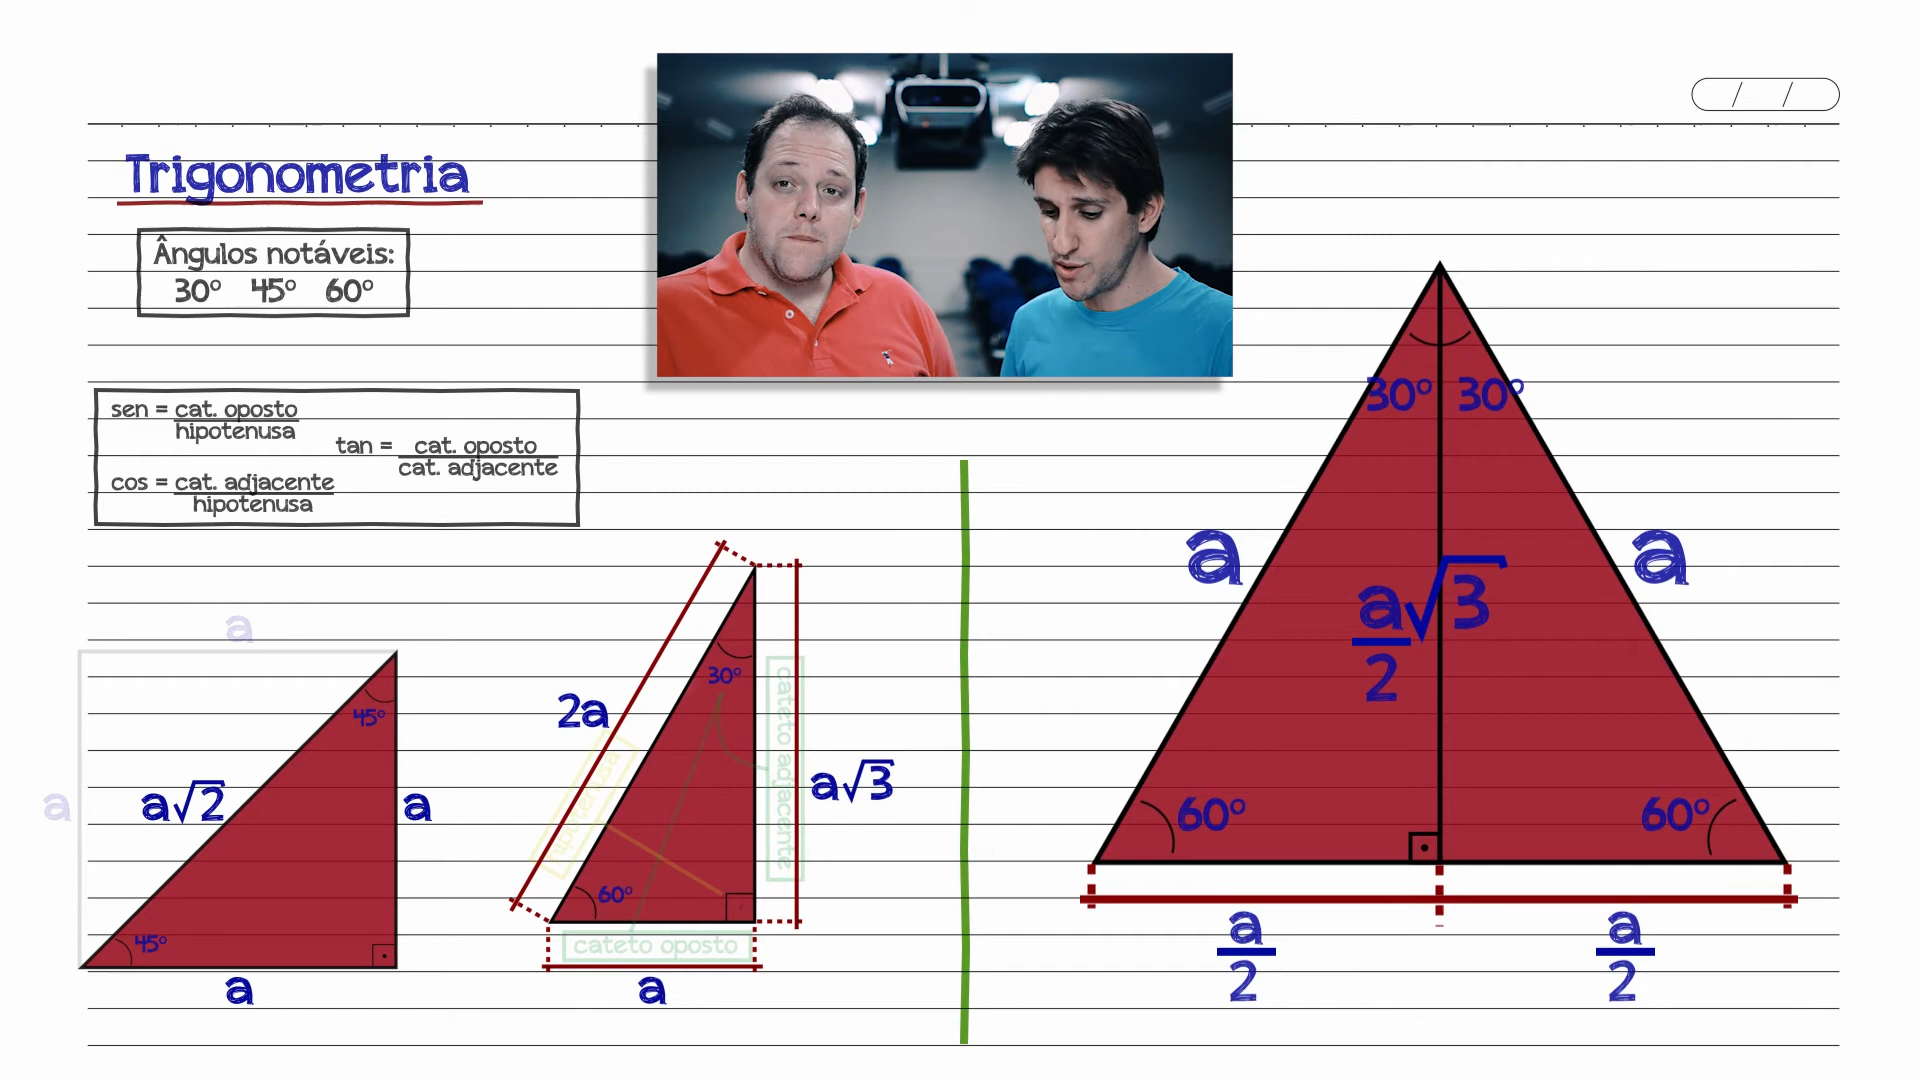 Trigonometria
Ângulos notáveis:
30° 45° 60°
sen = cat. oposto
hipotenusa
tan = cat. oposto
cat. adjacente
cos = cat. adjacente
hipotenusa
a
a
a√2
a
45°
45°
a
2a
30°
60°
a√3
hipotenusa
cateto adjacente
cateto oposto
a
30° 30°
a
a
a√3
2
60°
60°
a
2
a
2